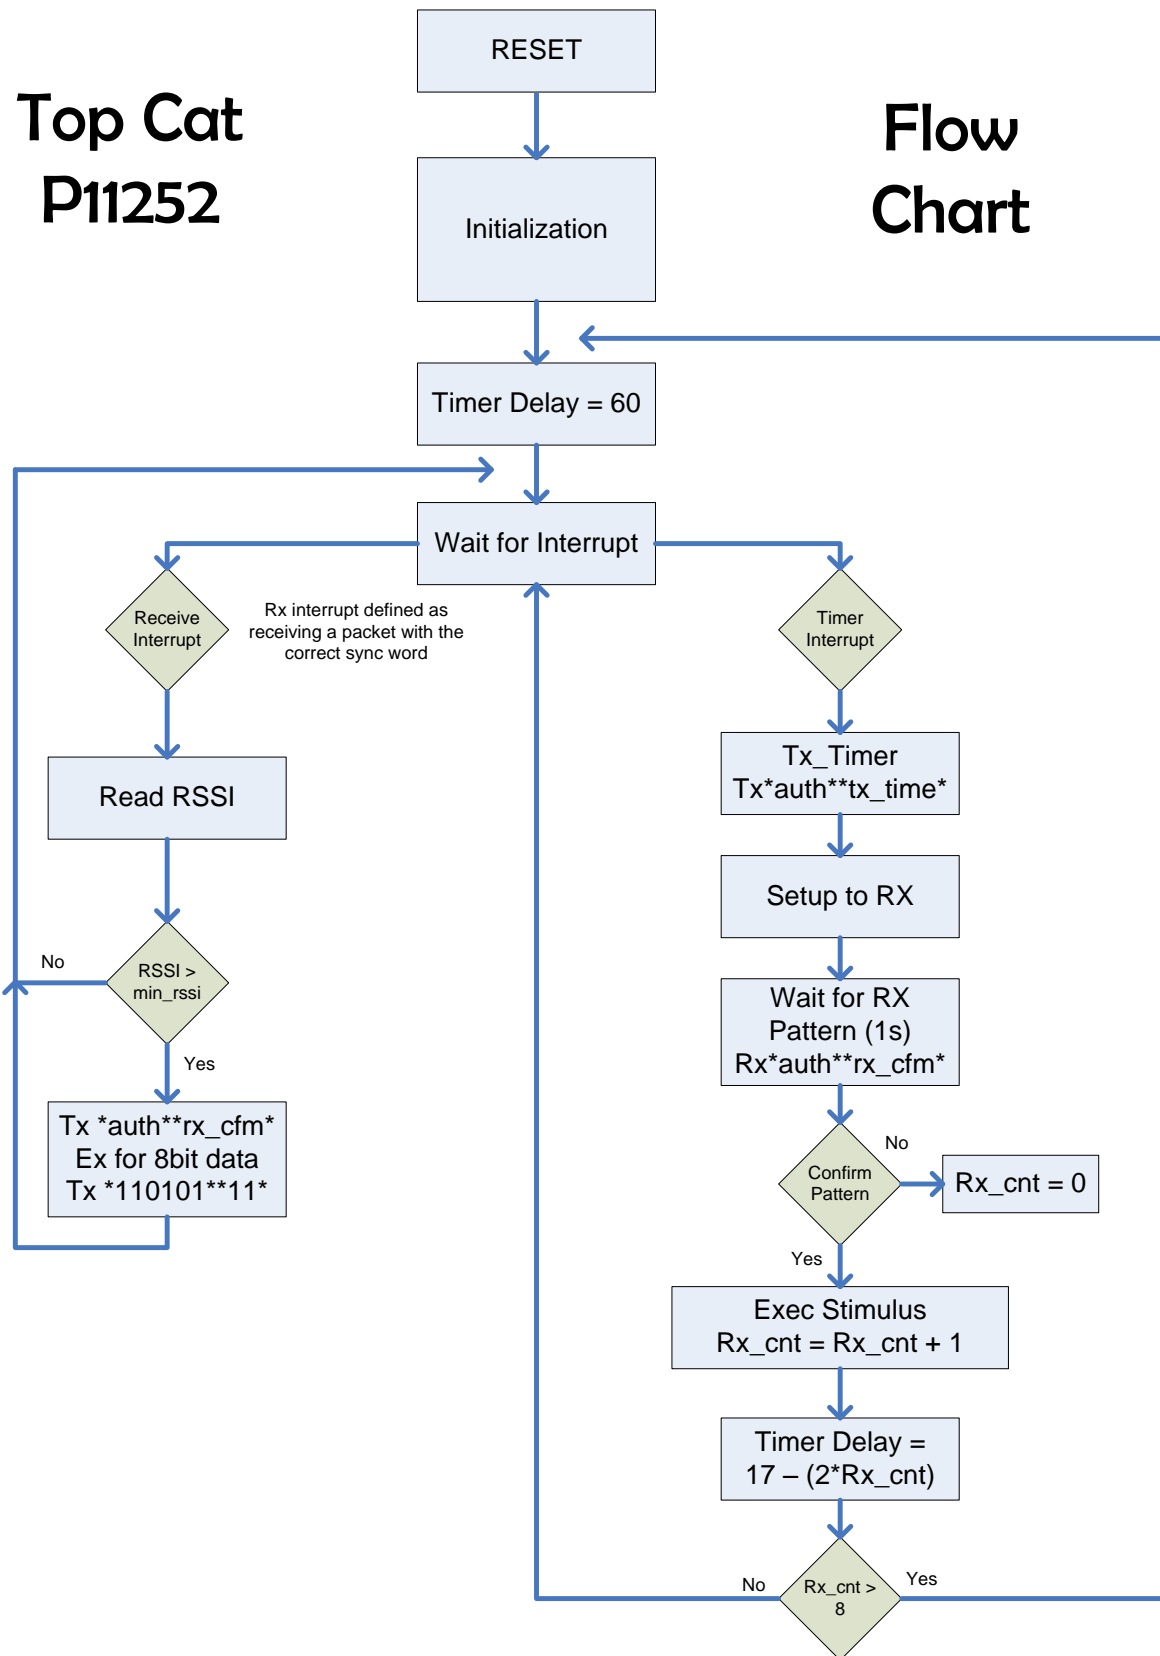 RESET
Top Cat
P11252
Flow
Chart
Initialization
Timer Delay = 60
Wait for Interrupt
Receive
Interrupt
Rx interrupt defined as
receiving a packet with the
correct sync word
Timer
Interrupt
Read RSSI
Tx_Timer
Tx*auth**tx_time*
Setup to RX
No
RSSI >
min_rssi
Yes
Wait for RX
Pattern (1s)
Rx*auth**rx_cfm*
Tx *auth**rx_cfm*
Ex for 8bit data
Tx *110101**11*
Confirm
Pattern
No
Rx_cnt = 0
Yes
Exec Stimulus
Rx_cnt = Rx_cnt + 1
Timer Delay =
17 – (2*Rx_cnt)
No
Rx_cnt >
8
Yes